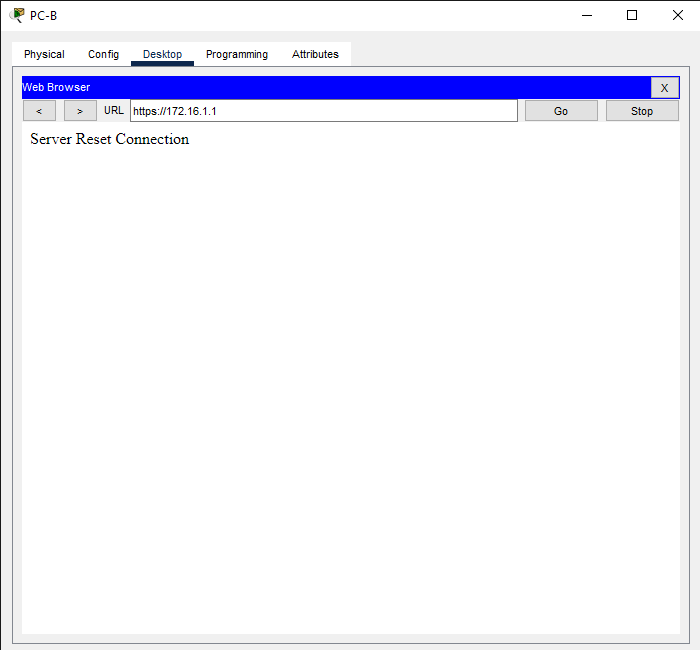 PC-B
Physical Config Desktop Programming Attributes
Web Browser X
< > URL https://172.16.1.1 Go Stop
Server Reset Connection